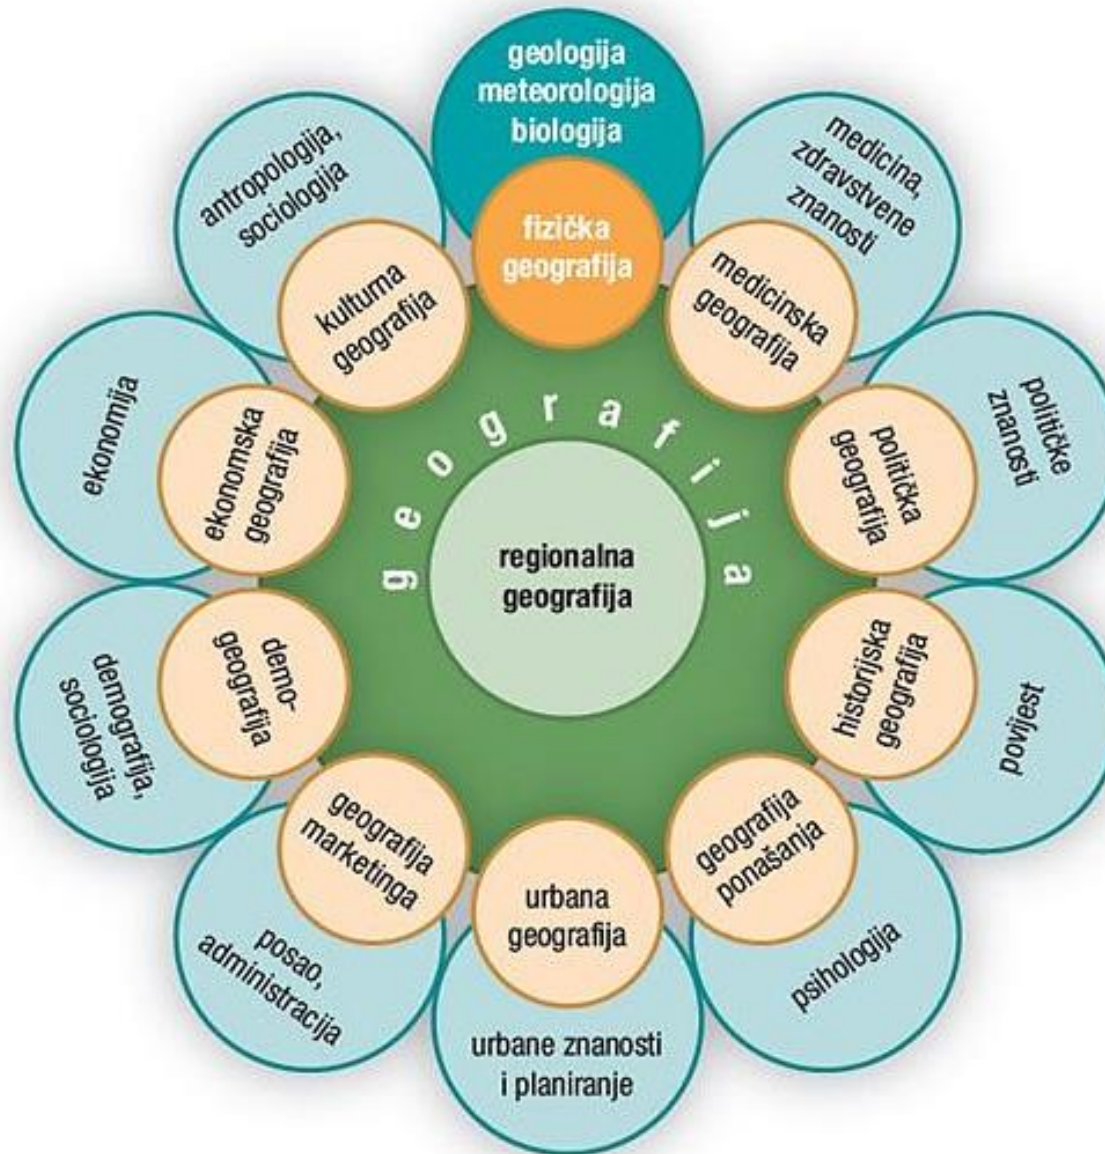 geologija
meteorologija
biologija
fizička
geografija
medicina,
zdravstvene
znanosti
medicinska
geografija
političke
znanosti
politička
geografija
povijest
historijska
geografija
psihologija
geografija
ponašanja
urbana
geografija
urbane znanosti
i planiranje
geografija
marketinga
posao,
administracija
demo-
geografija
demografija,
sociologija
ekonomska
geografija
ekonomija
kulturna
geografija
antropologija,
sociologija
geografija
regionalna
geografija